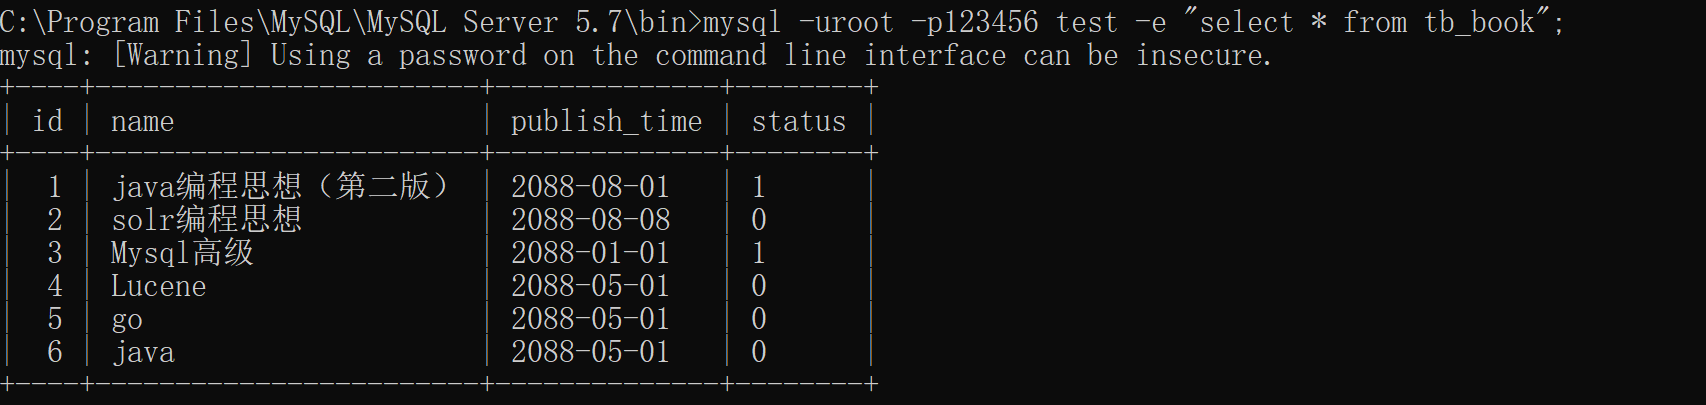 C:\Program Files\MySQL\MySQL Server 5.7\bin>mysql -uroot -p123456 test -e "select * from tb_book";
mysql: [Warning] Using a password on the command line interface can be insecure.
+----+------------------------+--------------+--------+
| id | name                   | publish_time | status |
+----+------------------------+--------------+--------+
|  1 | java编程思想（第二版） | 2088-08-01   | 1      |
|  2 | solr编程思想           | 2088-08-08   | 0      |
|  3 | Mysql高级              | 2088-01-01   | 1      |
|  4 | Lucene                 | 2088-05-01   | 0      |
|  5 | go                     | 2088-05-01   | 0      |
|  6 | java                   | 2088-05-01   | 0      |
+----+------------------------+--------------+--------+